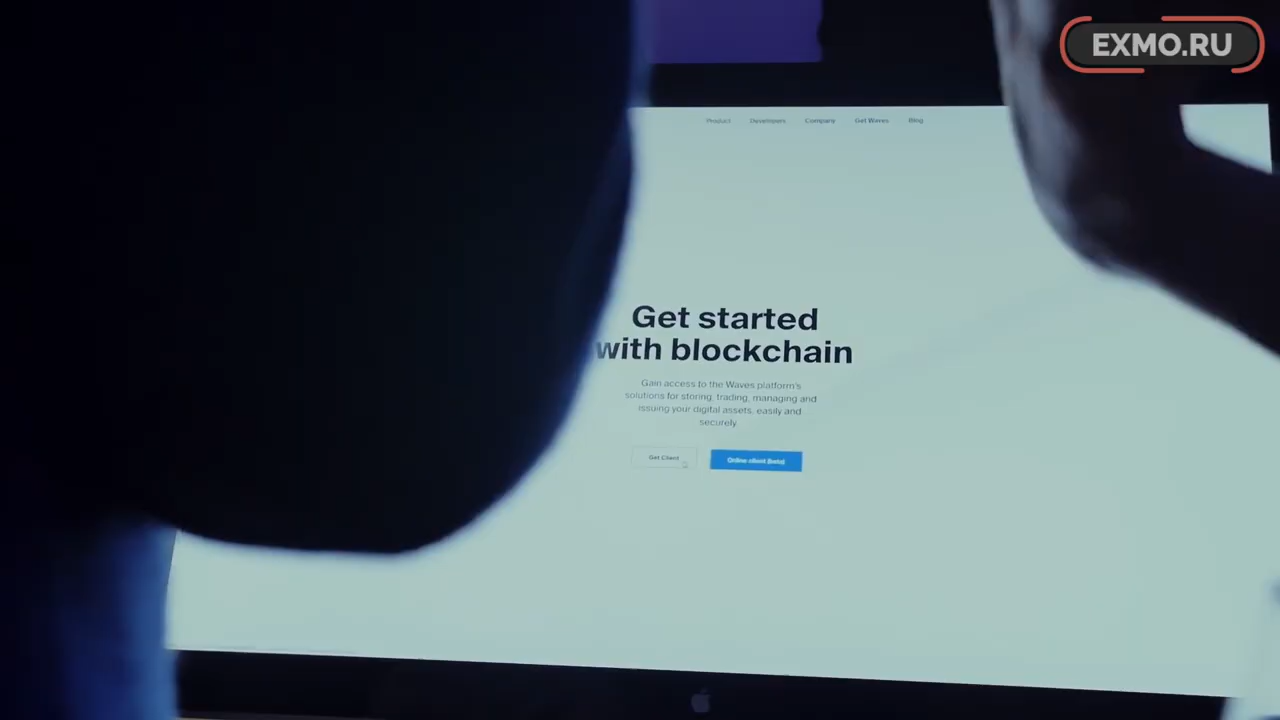 EXMO.RU
Product Developers Company Get Waves Blog
Get started
with blockchain
Gain access to the Waves platform's
solutions for storing, trading, managing and
issuing your digital assets, easily and
securely.
Get Client
Online client (beta)